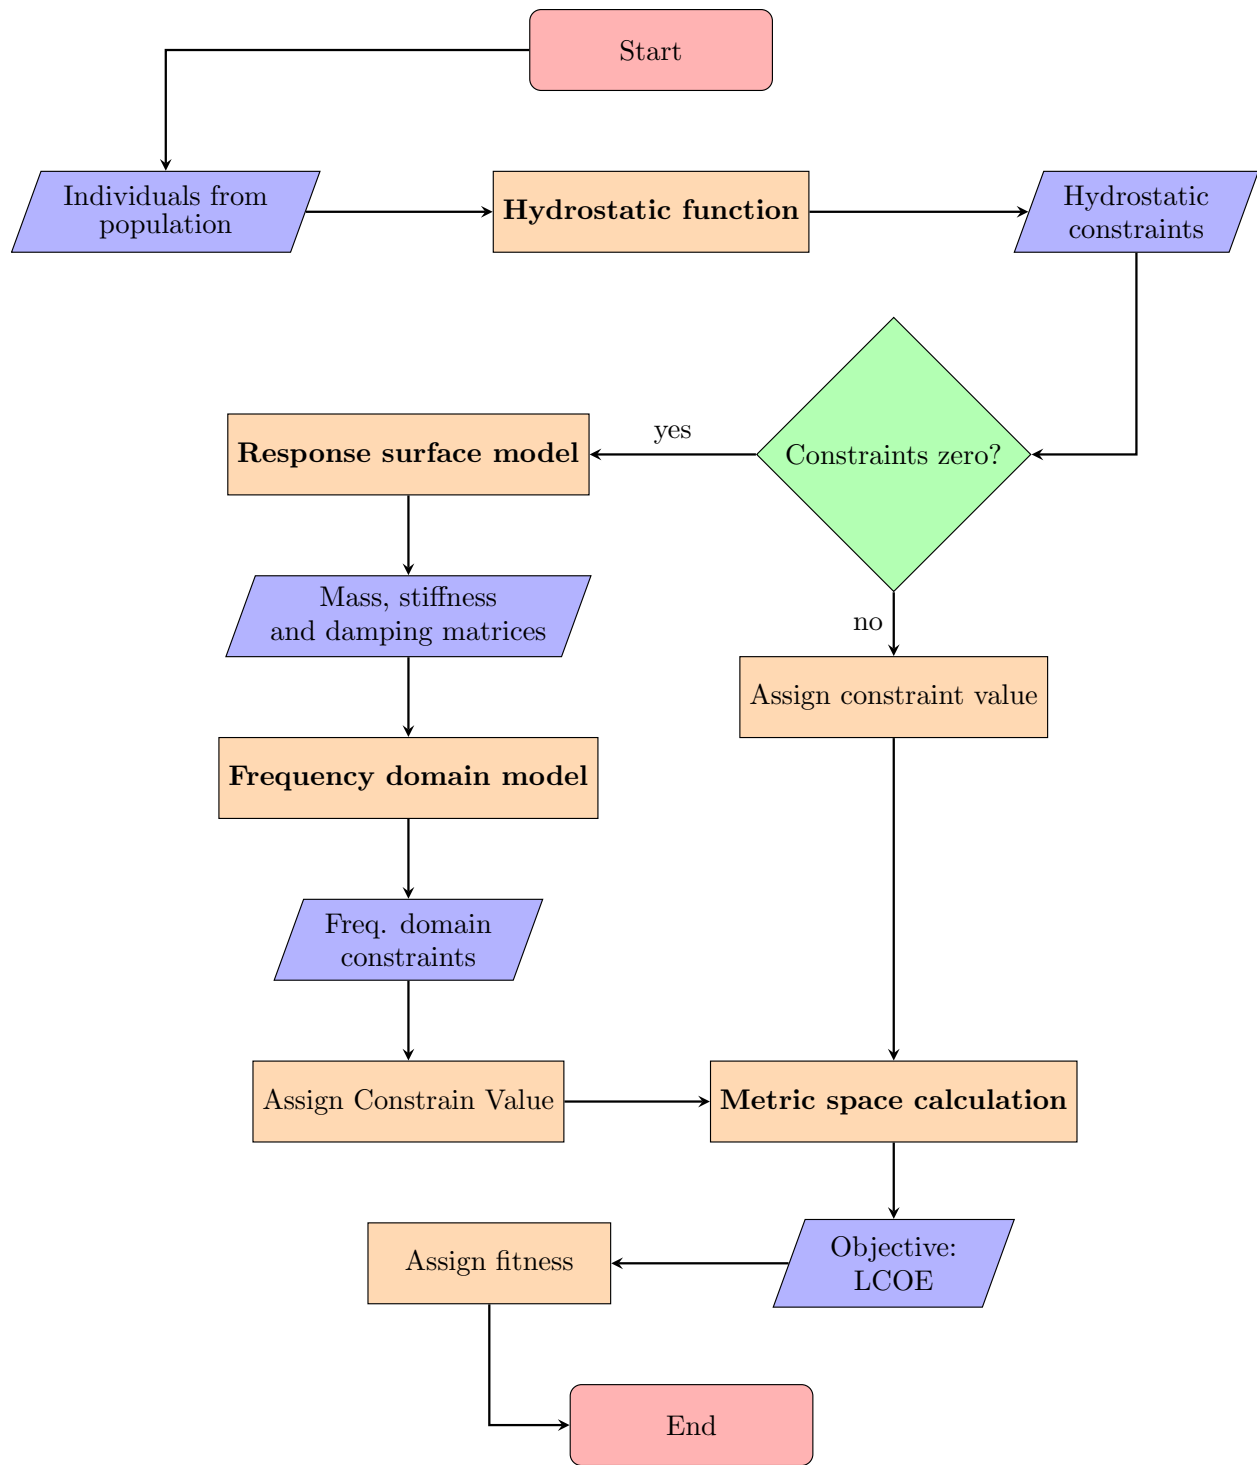 Start
Individuals from
population
Hydrostatic function
Hydrostatic
constraints
Constraints zero?
yes
Response surface model
Mass, stiffness
and damping matrices
no
Assign constraint value
Frequency domain model
Freq. domain
constraints
Assign Constrain Value
Metric space calculation
Objective:
LCOE
Assign fitness
End